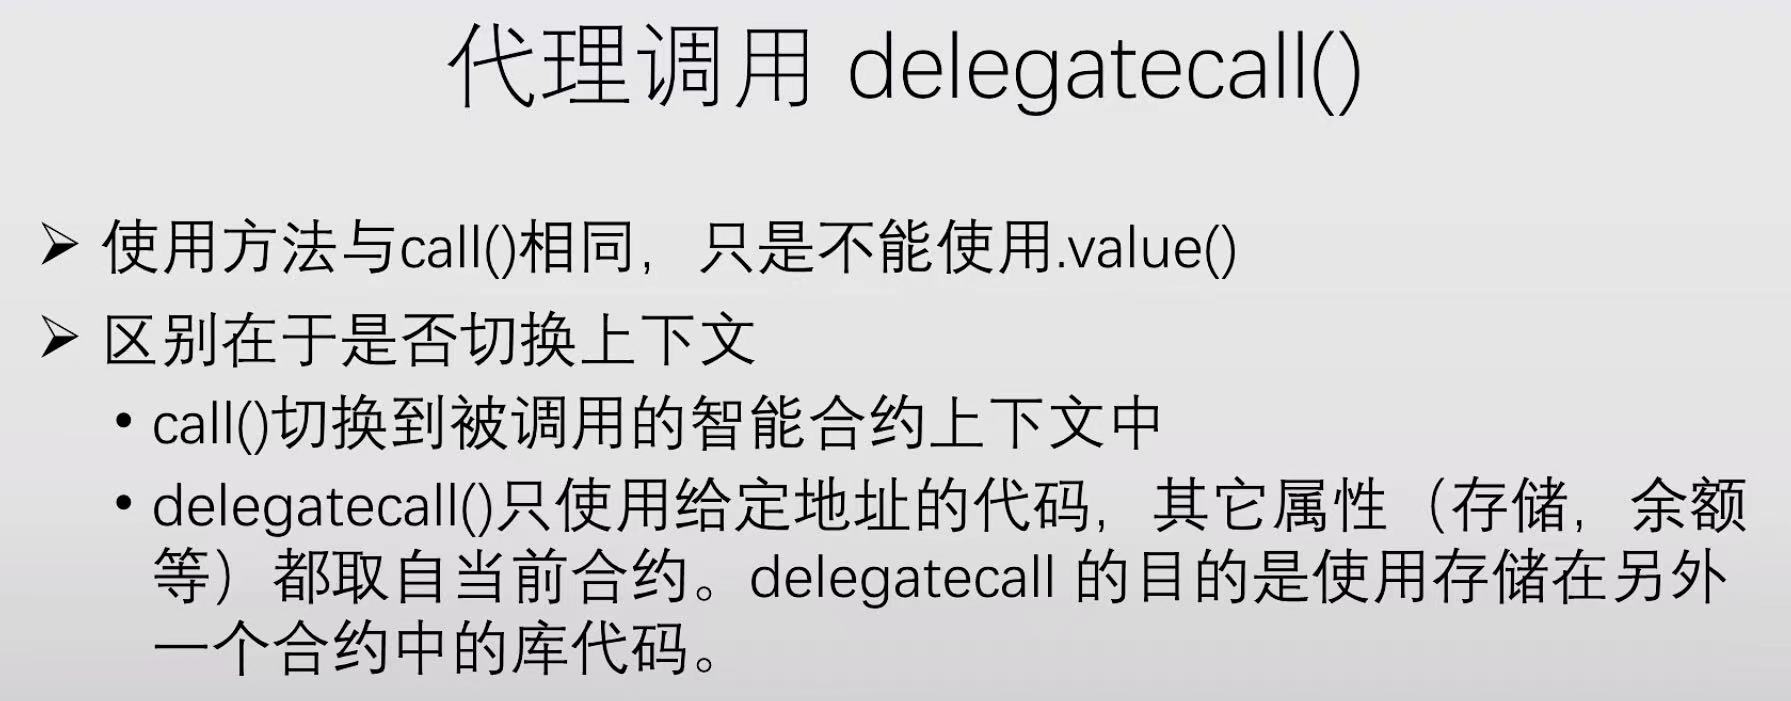 代理调用 delegatecall()
➢ 使用方法与call()相同，只是不能使用.value()
➢ 区别在于是否切换上下文
• call()切换到被调用的智能合约上下文中
• delegatecall()只使用给定地址的代码，其它属性（存储，余额
等）都取自当前合约。delegatecall 的目的是使用存储在另外
一个合约中的库代码。